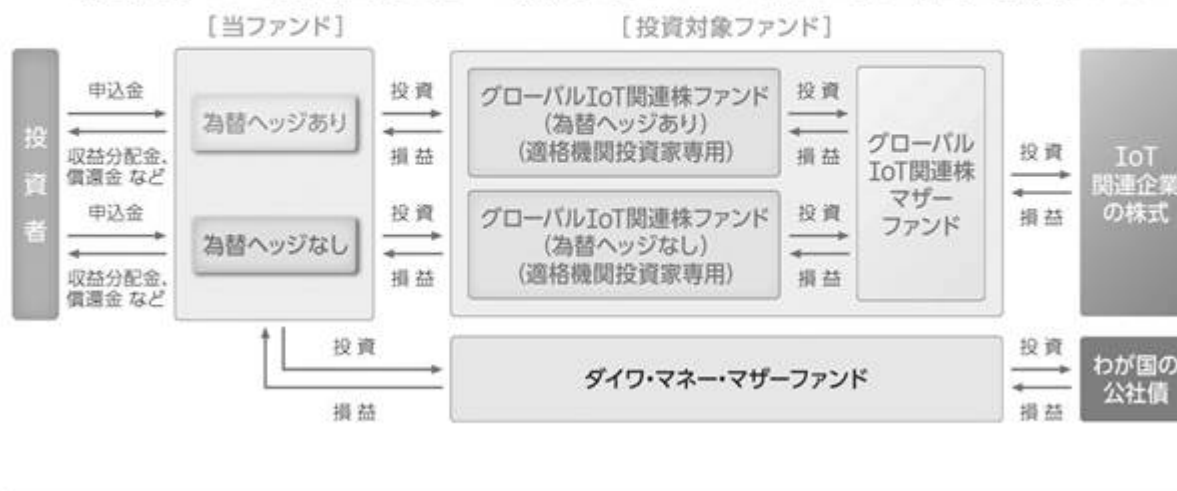 [当ファンド]
[投資対象ファンド]
投資者
申込金
収益分配金、
償還金 など
申込金
収益分配金、
償還金 など
為替ヘッジあり
為替ヘッジなし
投資
損益
投資
損益
グローバルIoT関連株ファンド
(為替ヘッジあり)
(適格機関投資家専用)
グローバルIoT関連株ファンド
(為替ヘッジなし)
(適格機関投資家専用)
投資
損益
投資
損益
グローバル
IoT関連株
マザー
ファンド
投資
損益
IoT
関連企業
の株式
投資
損益
ダイワ・マネー・マザーファンド
投資
損益
わが国の
公社債